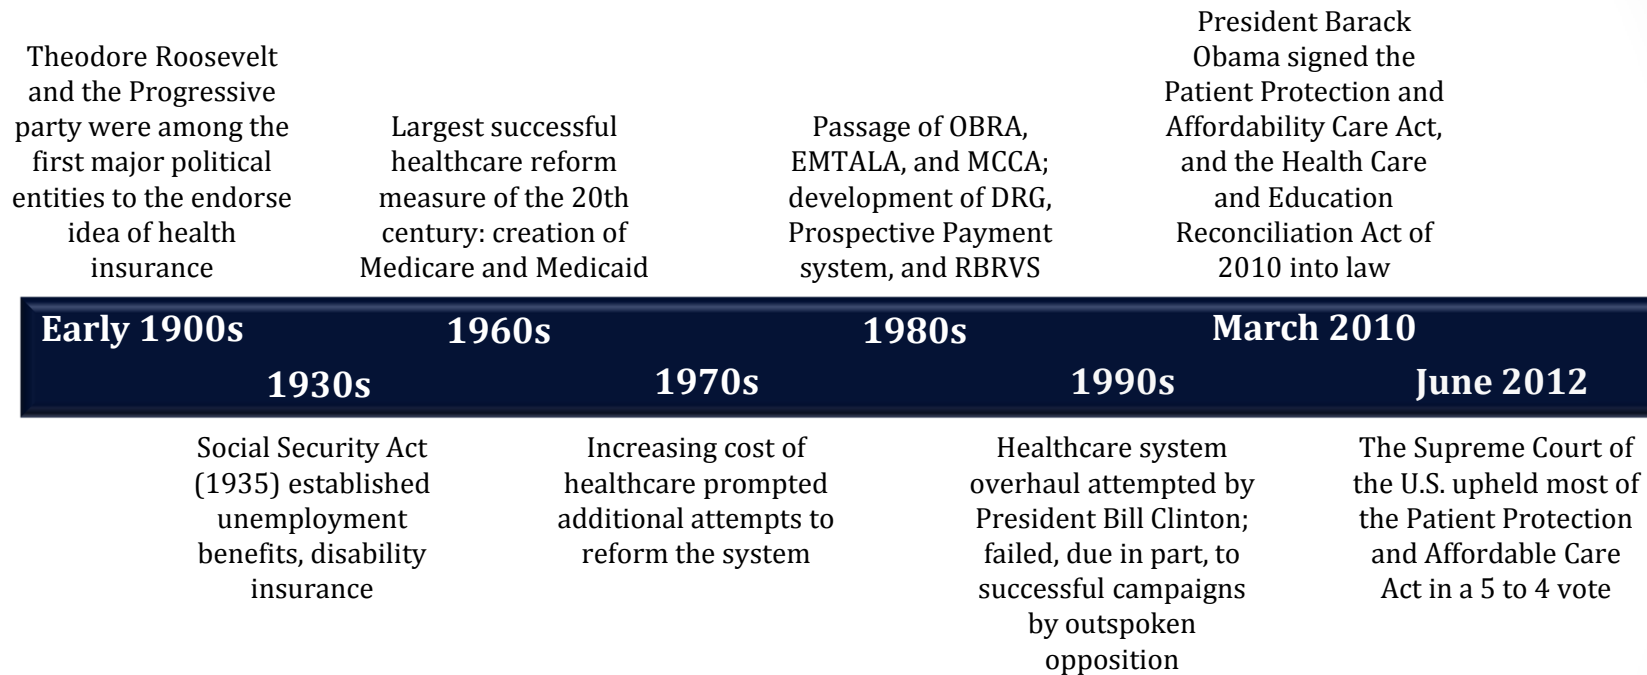 Theodore Roosevelt
and the Progressive
party were among the
first major political
entities to the endorse
idea of health
insurance
Largest successful
healthcare reform
measure of the 20th
century: creation of
Medicare and Medicaid
Passage of OBRA,
EMTALA, and MCCA;
development of DRG,
Prospective Payment
system, and RBRVS
President Barack
Obama signed the
Patient Protection and
Affordability Care Act,
and the Health Care
and Education
Reconciliation Act of
2010 into law
Early 1900s
1960s
1980s
March 2010
1930s
1970s
1990s
June 2012
Social Security Act
(1935) established
unemployment
benefits, disability
insurance
Increasing cost of
healthcare prompted
additional attempts to
reform the system
Healthcare system
overhaul attempted by
President Bill Clinton;
failed, due in part, to
successful campaigns
by outspoken
opposition
The Supreme Court of
the U.S. upheld most of
the Patient Protection
and Affordable Care
Act in a 5 to 4 vote